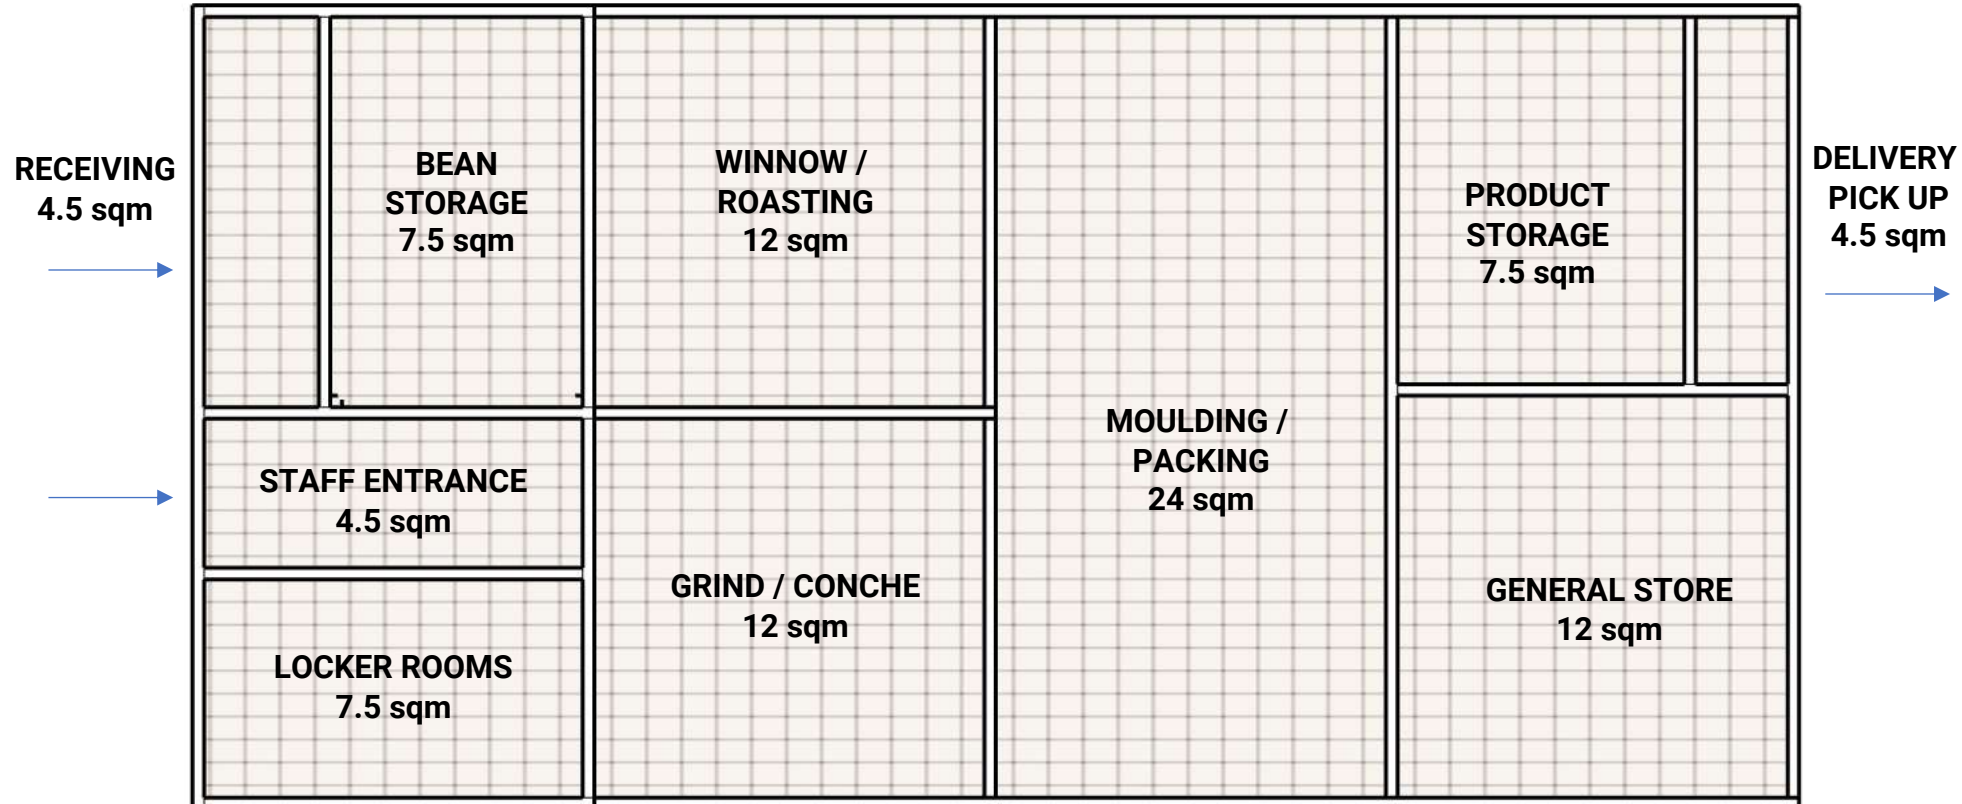 RECEIVING
4.5 sqm
BEAN
STORAGE
7.5 sqm
WINNOW /
ROASTING
12 sqm
PRODUCT
STORAGE
7.5 sqm
DELIVERY
PICK UP
4.5 sqm
MOULDING /
PACKING
24 sqm
STAFF ENTRANCE
4.5 sqm
GRIND / CONCHE
12 sqm
GENERAL STORE
12 sqm
LOCKER ROOMS
7.5 sqm